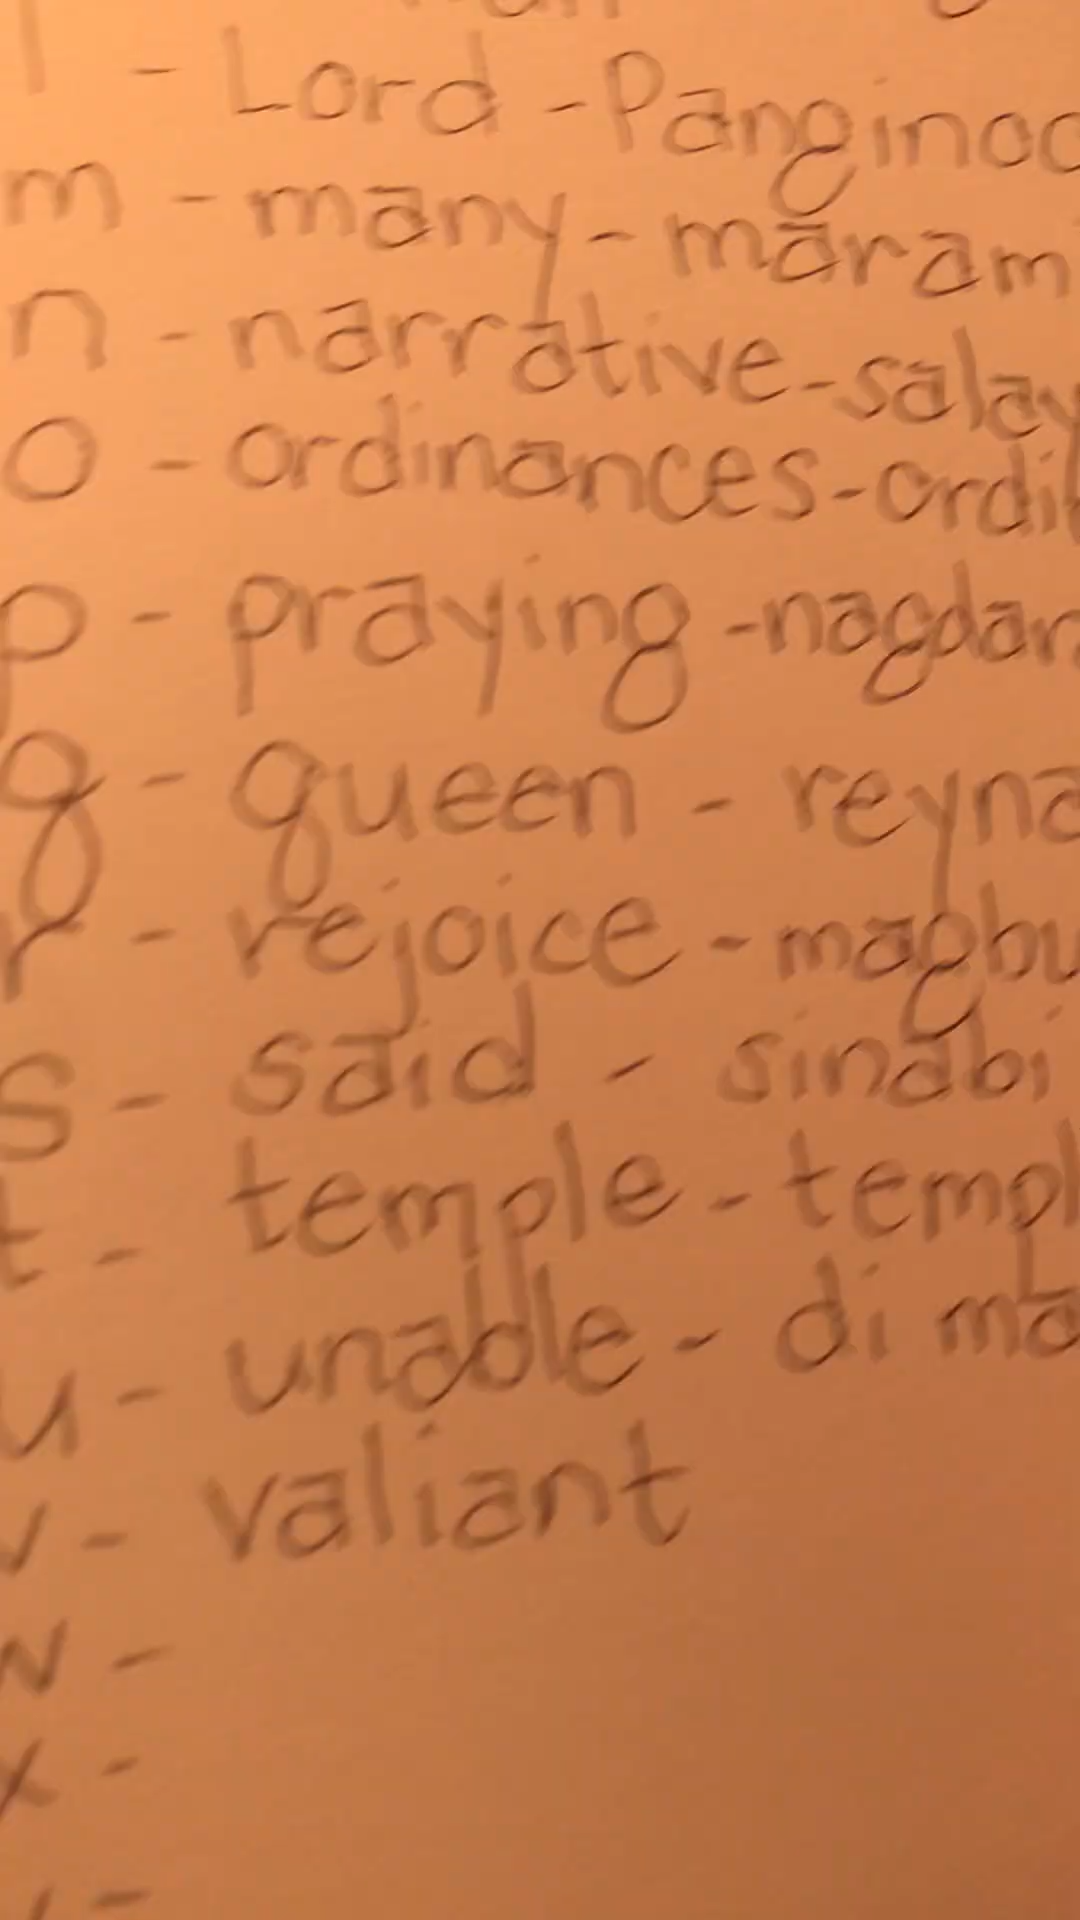 l - Lord - Panginoo
m - many - maram
n - narrative - salay
o - ordinances - ordi
p - praying - nagdar
q - queen - reyna
r - rejoice - magbu
s - said - sinabi
t - temple - templ
u - unable - di ma
v - valiant
w -
x -